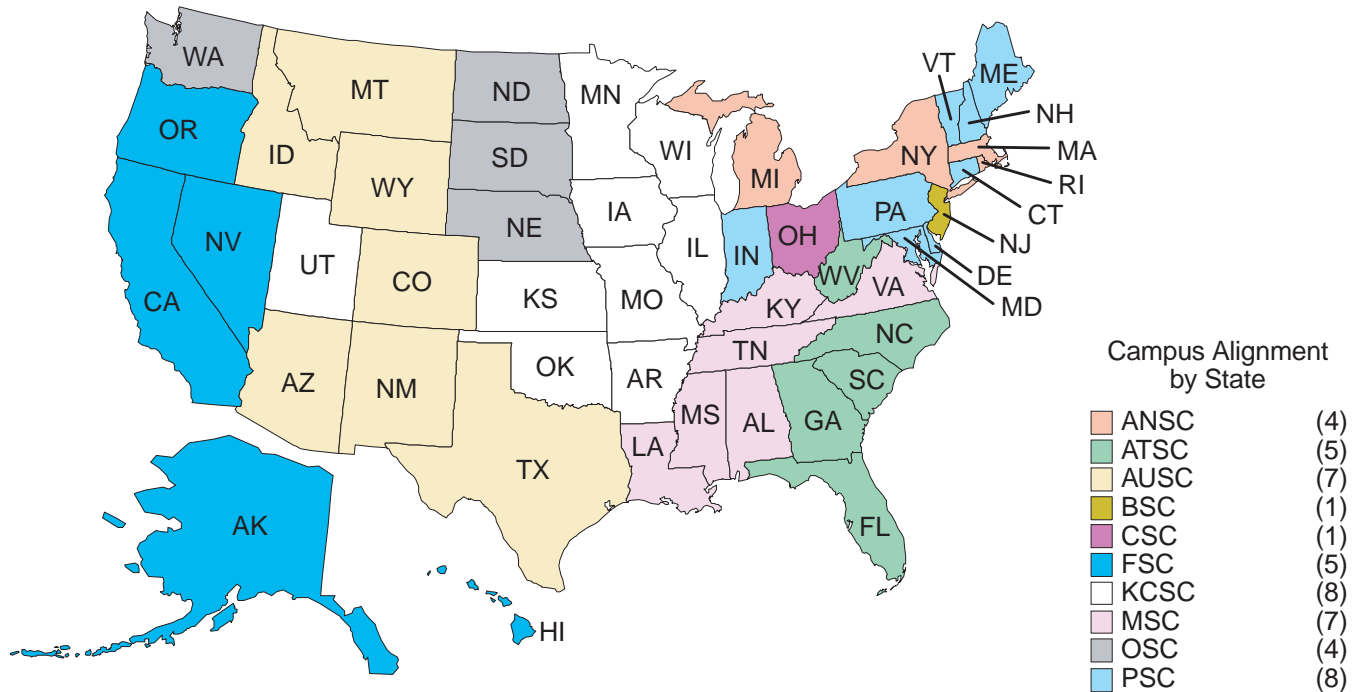 WA
MT
ND
MN
VT
ME
OR
ID
SD
WI
NH
NY
MA
WY
MI
RI
NE
IA
PA
CT
NV
UT
CO
IL
IN
OH
NJ
CA
KS
MO
WV
VA
DE
KY
MD
AZ
NM
OK
AR
TN
NC
SC
MS
AL
GA
LA
TX
FL
AK
HI
Campus Alignment
by State
ANSC (4)
ATSC (5)
AUSC (7)
BSC (1)
CSC (1)
FSC (5)
KCSC (8)
MSC (7)
OSC (4)
PSC (8)